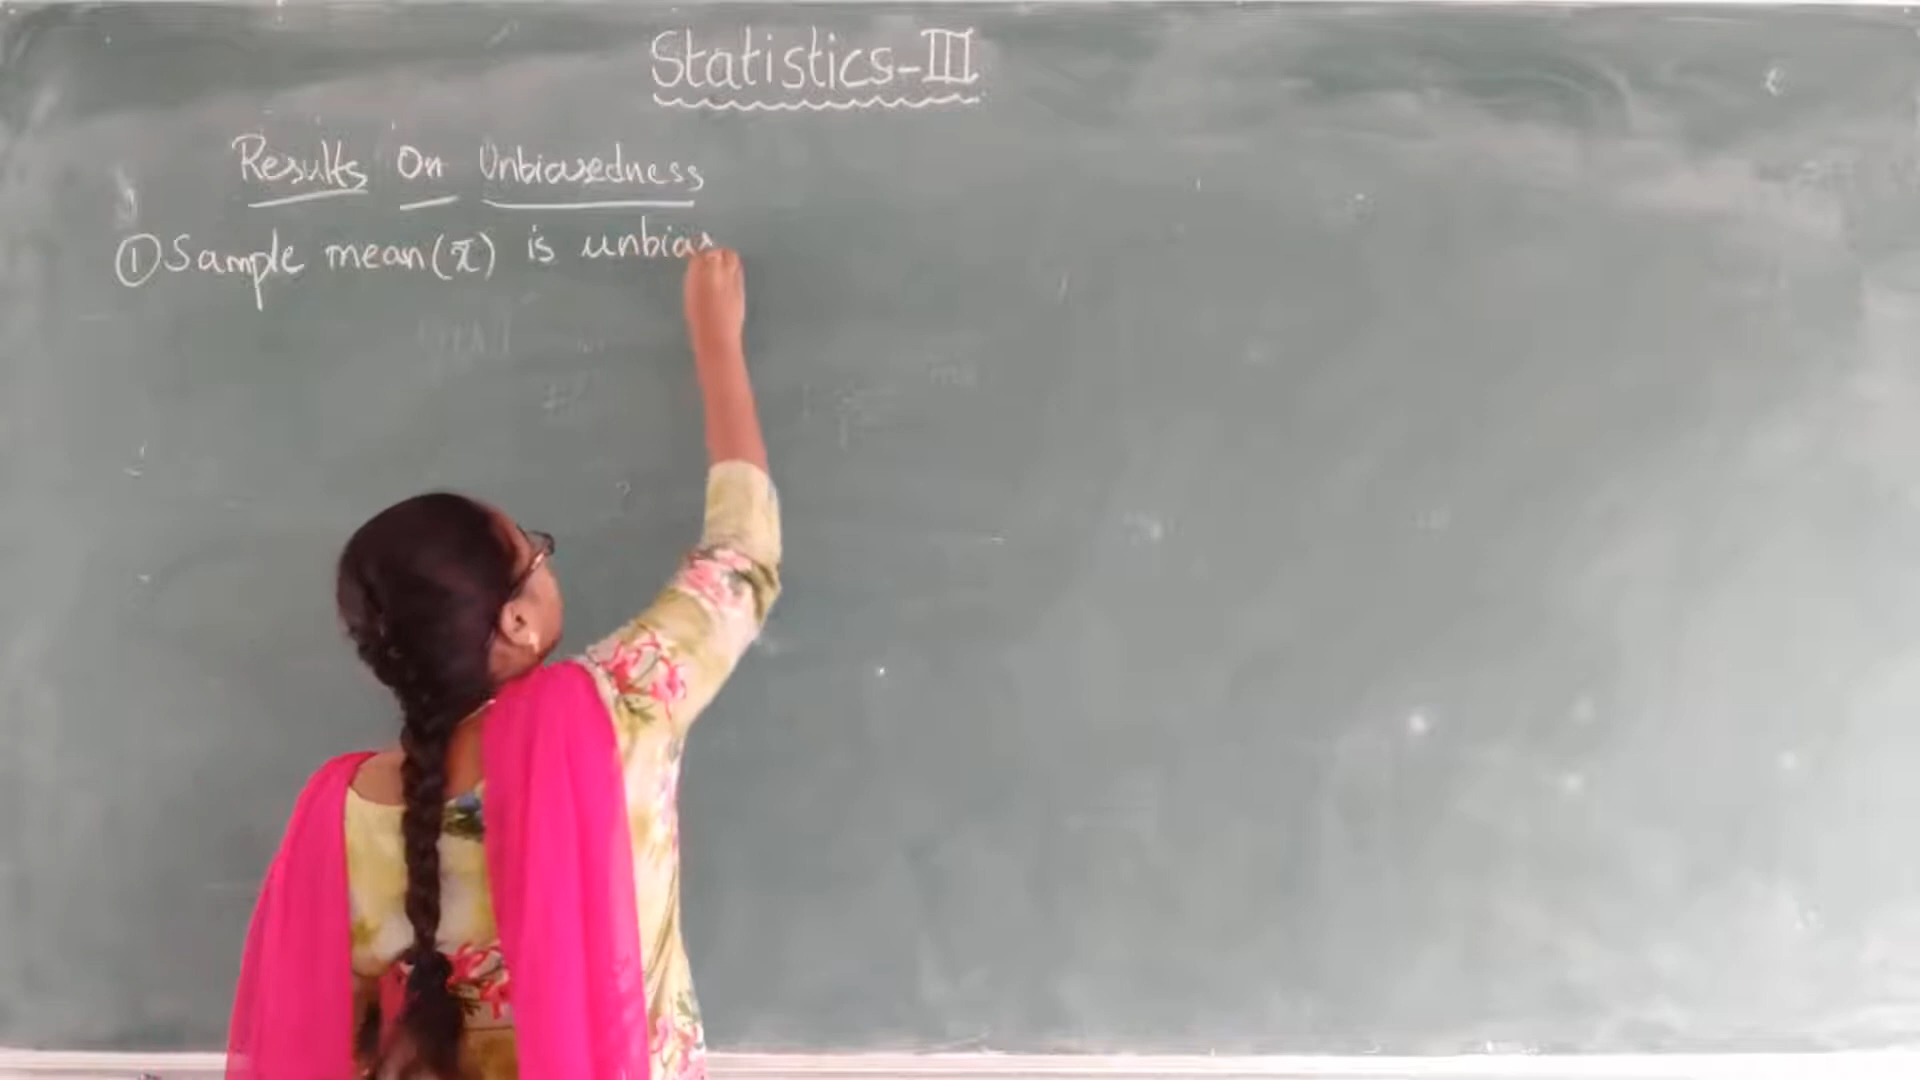 Statistics-III
Results On Unbiasedness
① Sample mean (x̄) is unbias